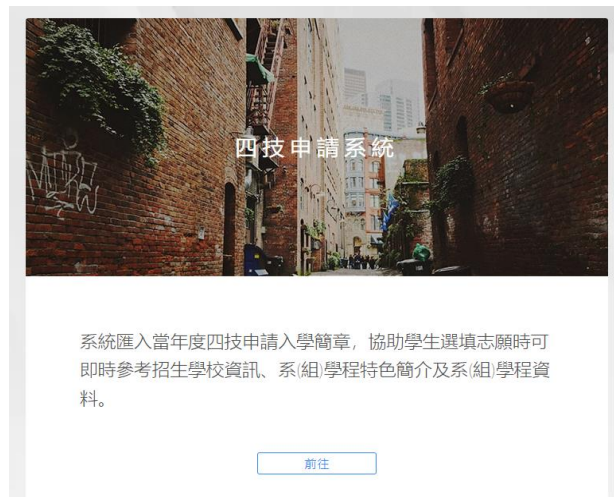 四技申請系統
系統匯入當年度四技申請入學簡章，協助學生選填志願時可
即時參考招生學校資訊、系(組)學程特色簡介及系(組)學程資
料。
前往